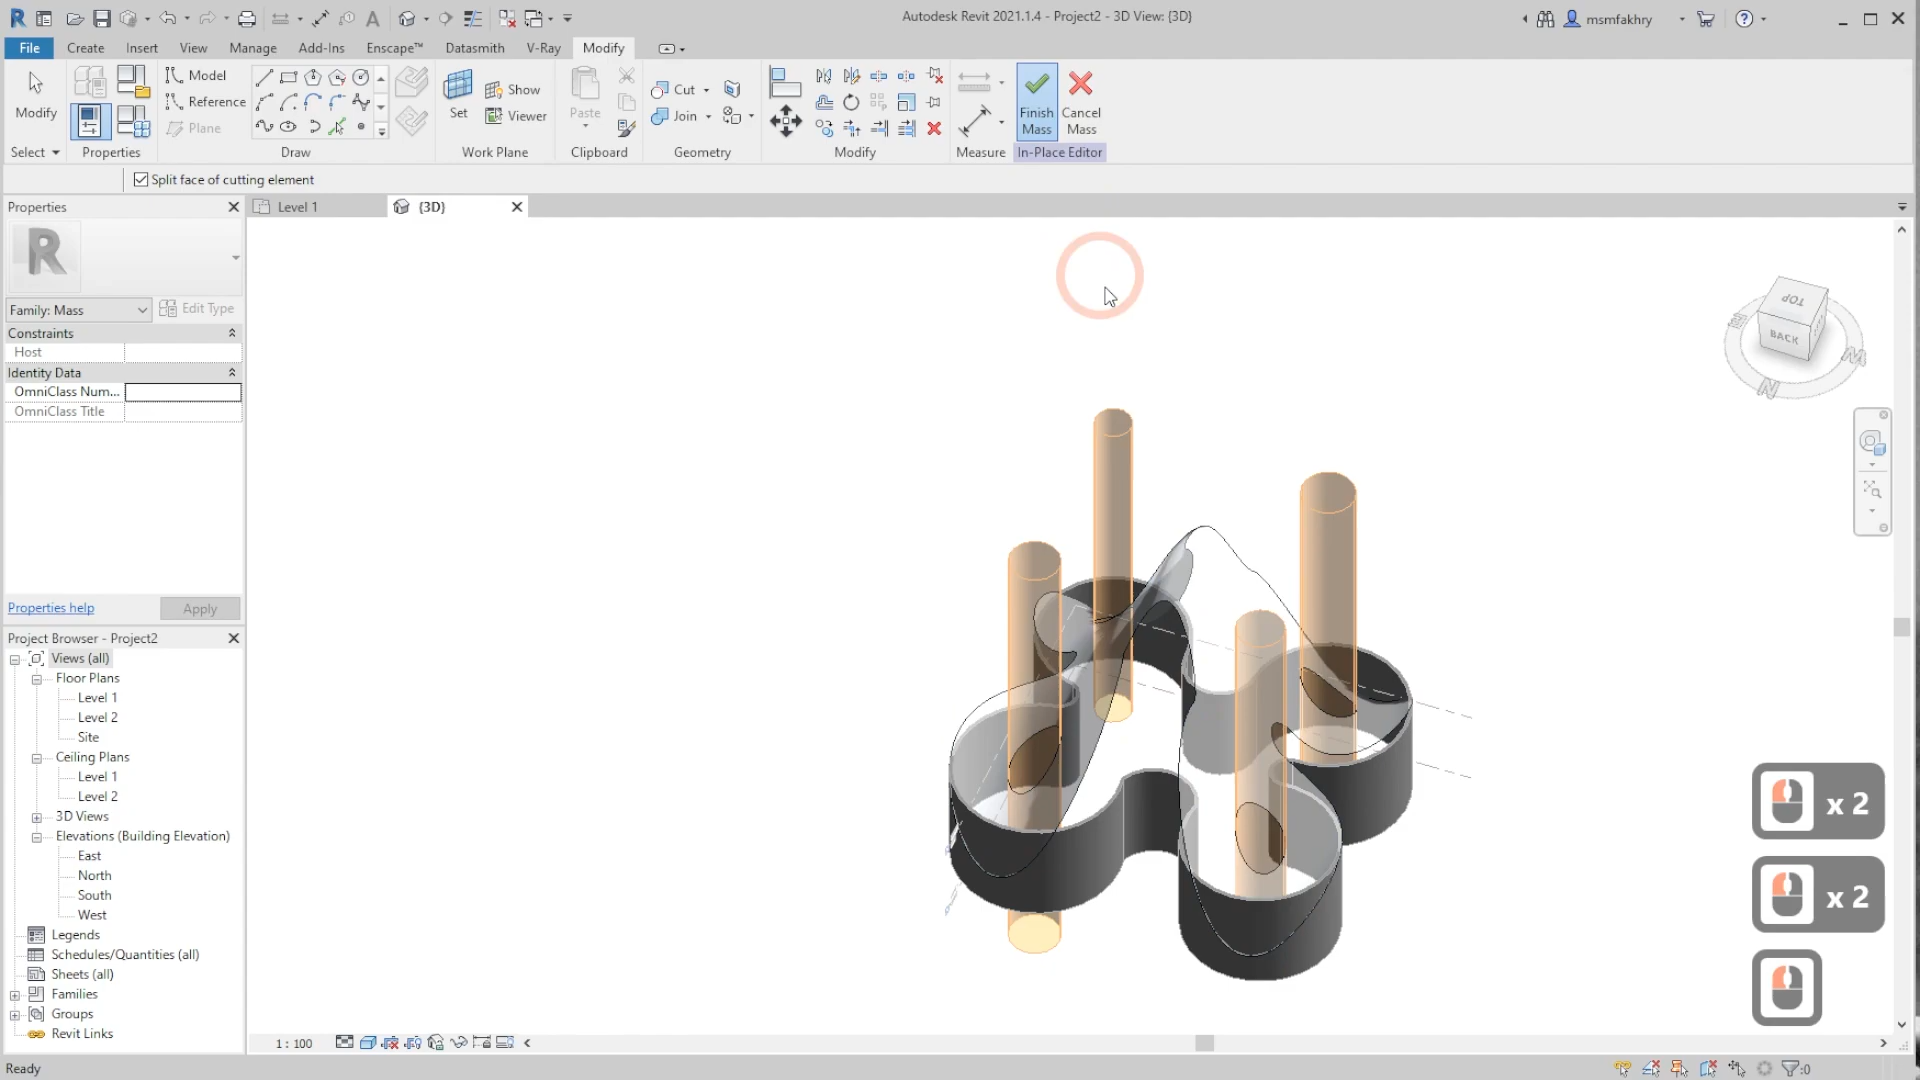 Autodesk Revit 2021.1.4 - Project2 - 3D View: {3D}
msmfakhry
File Create Insert View Manage Add-Ins Enscape™ Datasmith V-Ray Modify
Modify
Select
Properties
Model
Reference
Plane
Draw
Set
Show
Viewer
Work Plane
Paste
Clipboard
Cut
Join
Geometry
Modify
Measure
Finish
Mass
Cancel
Mass
In-Place Editor
Split face of cutting element
Properties
Level 1
{3D}
R
Family: Mass
Edit Type
Constraints
Host
Identity Data
OmniClass Num...
OmniClass Title
Properties help
Apply
Project Browser - Project2
Views (all)
Floor Plans
Level 1
Level 2
Site
Ceiling Plans
Level 1
Level 2
3D Views
Elevations (Building Elevation)
East
North
South
West
Legends
Schedules/Quantities (all)
Sheets (all)
Families
Groups
Revit Links
TOP
BACK
N
x 2
x 2
1 : 100
Ready
:0